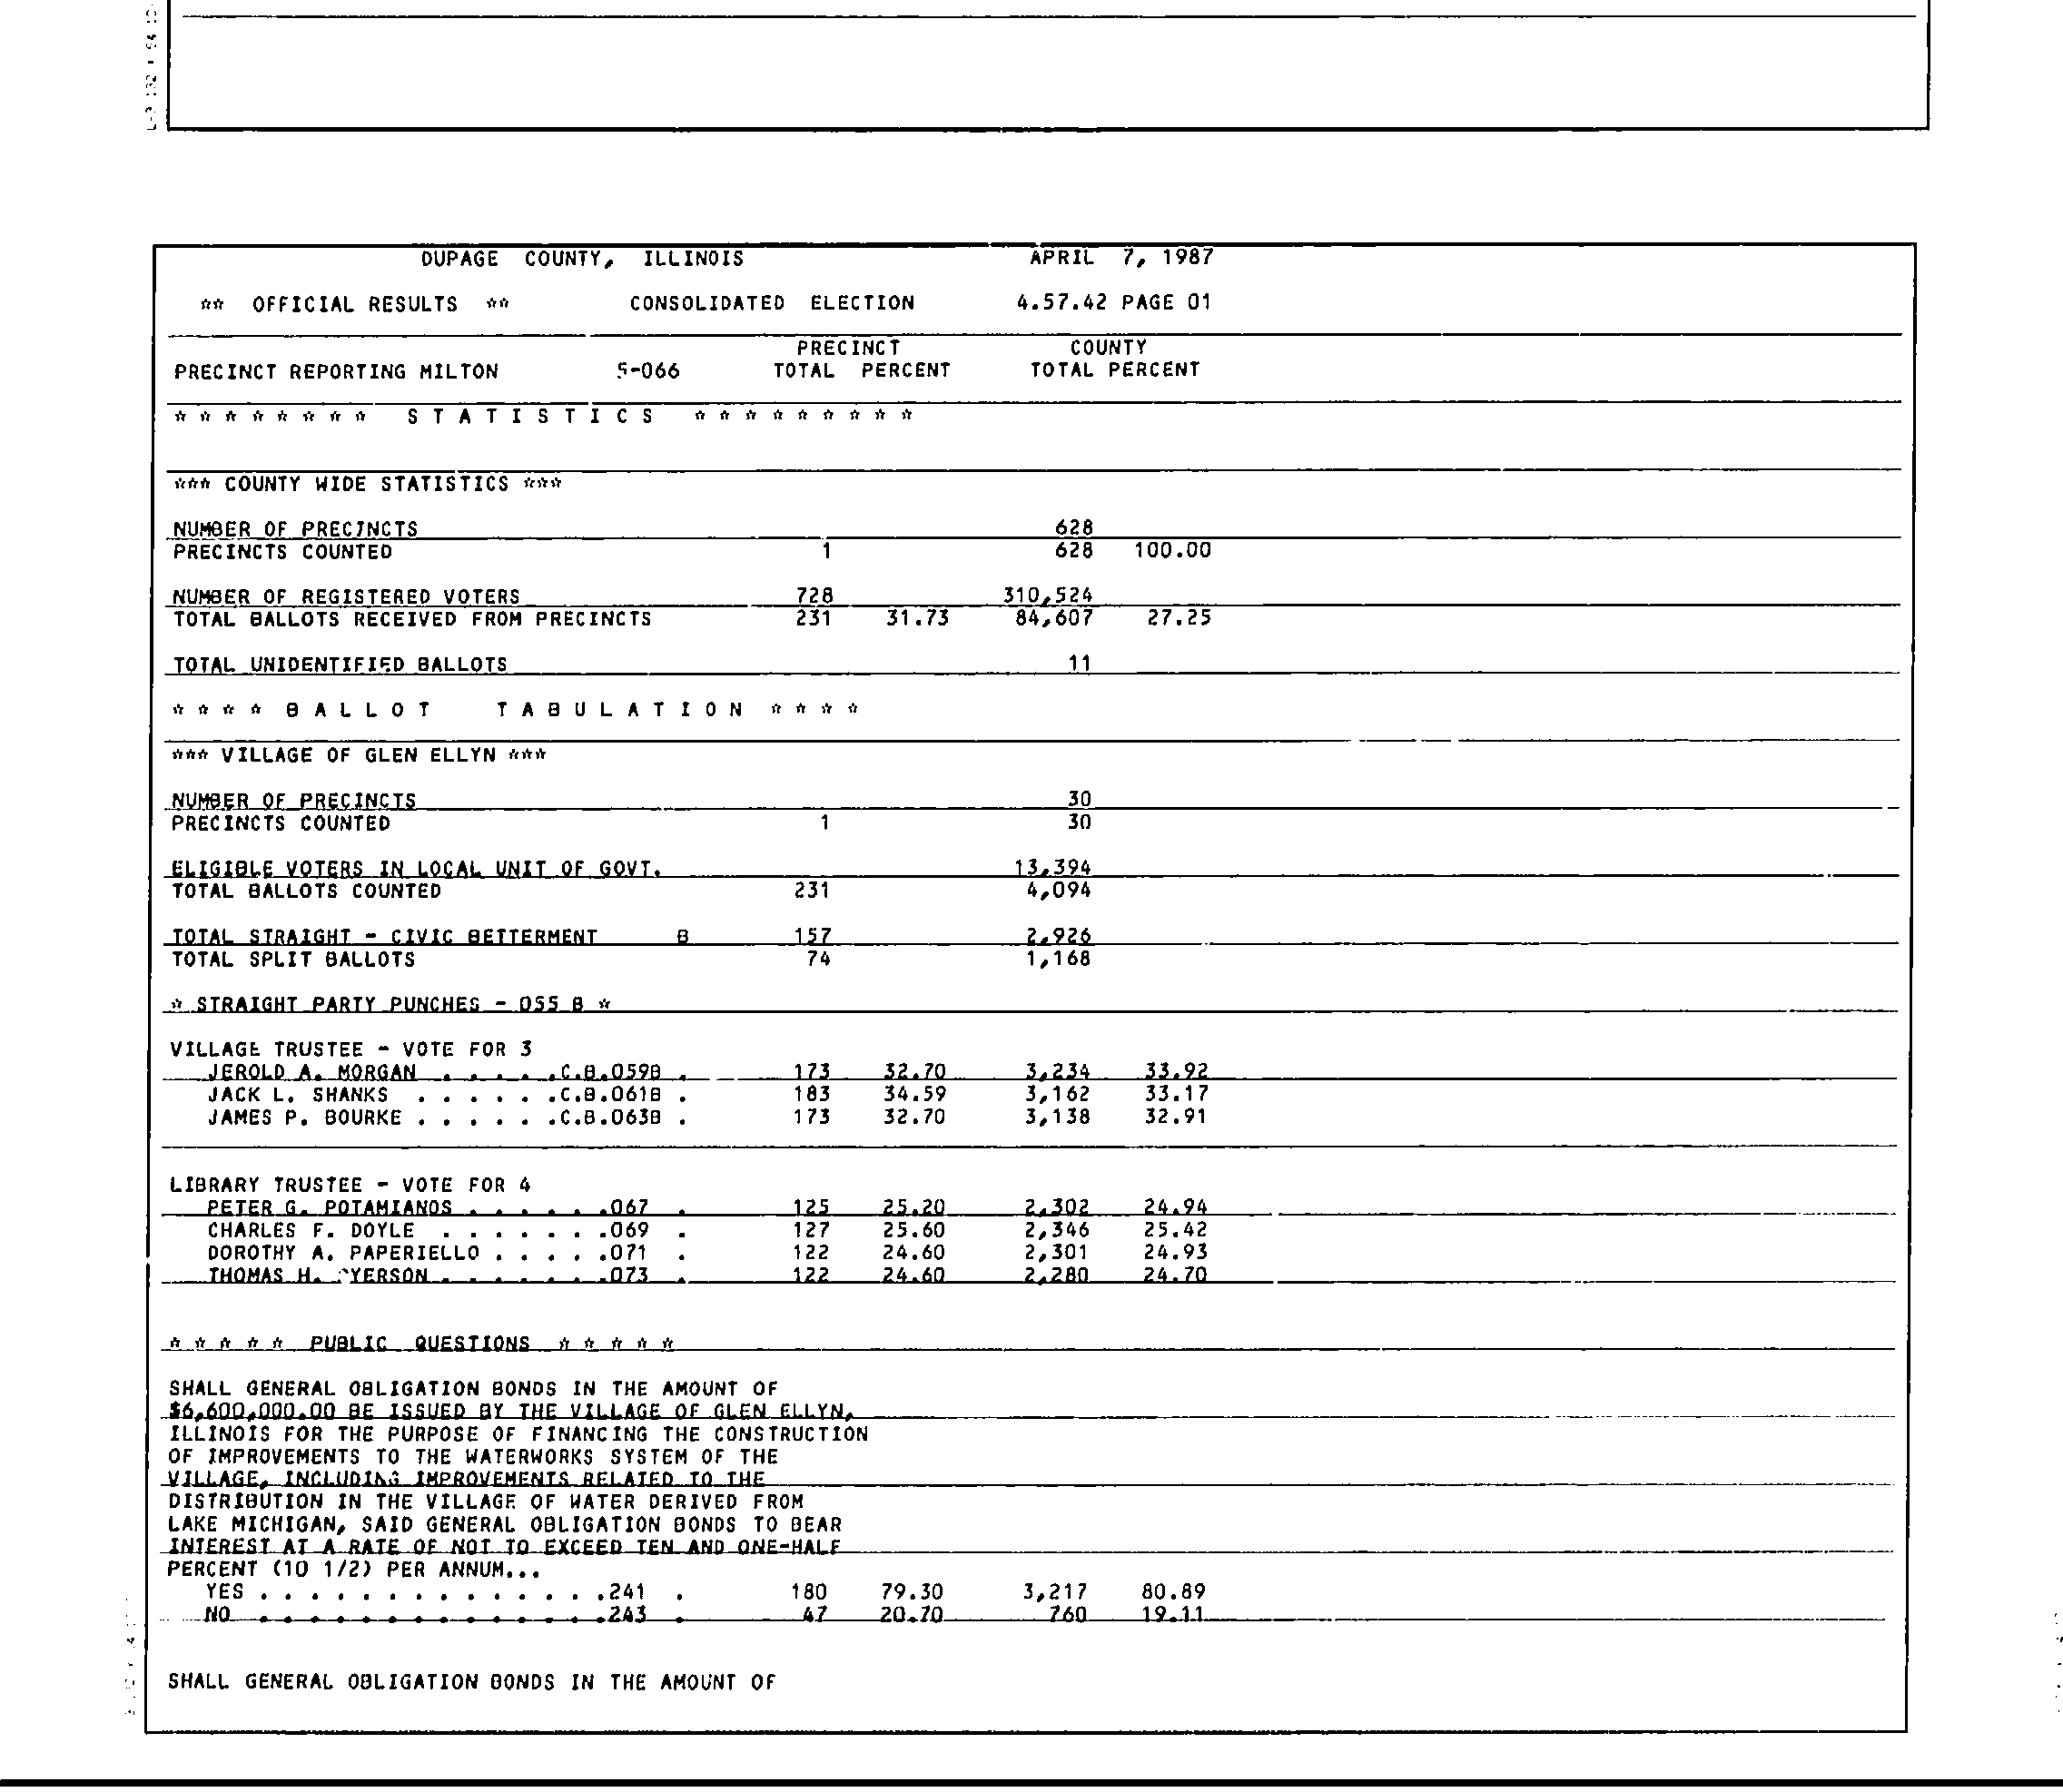 DUPAGE COUNTY, ILLINOIS APRIL 7, 1987
** OFFICIAL RESULTS ** CONSOLIDATED ELECTION 4.57.42 PAGE 01
PRECINCT COUNTY
PRECINCT REPORTING MILTON 5-066 TOTAL PERCENT TOTAL PERCENT
* * * * * * * * S T A T I S T I C S * * * * * * * * *
*** COUNTY WIDE STATISTICS ***
NUMBER OF PRECINCTS 628
PRECINCTS COUNTED 1 628 100.00
NUMBER OF REGISTERED VOTERS 728 310,524
TOTAL BALLOTS RECEIVED FROM PRECINCTS 231 31.73 84,607 27.25
TOTAL UNIDENTIFIED BALLOTS 11
* * * * B A L L O T T A B U L A T I O N * * * *
*** VILLAGE OF GLEN ELLYN ***
NUMBER OF PRECINCTS 30
PRECINCTS COUNTED 1 30
ELIGIBLE VOTERS IN LOCAL UNIT OF GOVT. 13,394
TOTAL BALLOTS COUNTED 231 4,094
TOTAL STRAIGHT - CIVIC BETTERMENT B 157 2,926
TOTAL SPLIT BALLOTS 74 1,168
* STRAIGHT PARTY PUNCHES - 055 B *
VILLAGE TRUSTEE - VOTE FOR 3
JEROLD A. MORGAN . . . . . .C.B.059B . 173 32.70 3,234 33.92
JACK L. SHANKS . . . . . .C.B.061B . 183 34.59 3,162 33.17
JAMES P. BOURKE . . . . . .C.B.063B . 173 32.70 3,138 32.91
LIBRARY TRUSTEE - VOTE FOR 4
PETER G. POTAMIANOS . . . . . .067 . 125 25.20 2,302 24.94
CHARLES F. DOYLE . . . . . . .069 . 127 25.60 2,346 25.42
DOROTHY A. PAPERIELLO . . . . .071 . 122 24.60 2,301 24.93
THOMAS H. . . . . . . .073 . 122 24.60 2,280 24.70
* * * * * PUBLIC QUESTIONS * * * * *
SHALL GENERAL OBLIGATION BONDS IN THE AMOUNT OF
$6,600,000.00 BE ISSUED BY THE VILLAGE OF GLEN ELLYN,
ILLINOIS FOR THE PURPOSE OF FINANCING THE CONSTRUCTION
OF IMPROVEMENTS TO THE WATERWORKS SYSTEM OF THE
VILLAGE, INCLUDING IMPROVEMENTS RELATED TO THE
DISTRIBUTION IN THE VILLAGE OF WATER DERIVED FROM
LAKE MICHIGAN, SAID GENERAL OBLIGATION BONDS TO BEAR
INTEREST AT A RATE OF NOT TO EXCEED TEN AND ONE-HALF
PERCENT (10 1/2) PER ANNUM...
YES . . . . . . . . . . . . . .241 . 180 79.30 3,217 80.89
NO . . . . . . . . . . . . . .243 . 47 20.70 760 19.11
SHALL GENERAL OBLIGATION BONDS IN THE AMOUNT OF